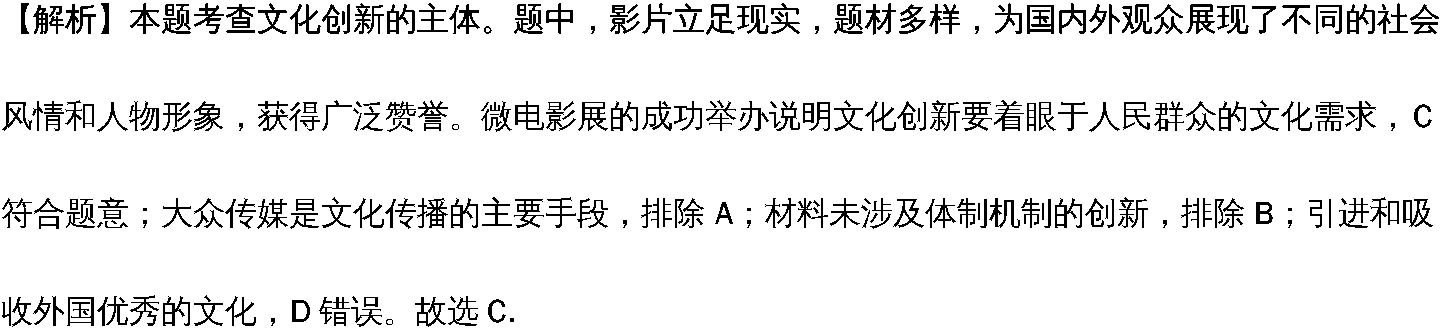 【解析】本题考查文化创新的主体。题中，影片立足现实，题材多样，为国内外观众展现了不同的社会
风情和人物形象，获得广泛赞誉。微电影展的成功举办说明文化创新要着眼于人民群众的文化需求，C
符合题意；大众传媒是文化传播的主要手段，排除 A；材料未涉及体制机制的创新，排除 B；引进和吸
收外国优秀的文化，D 错误。故选 C.